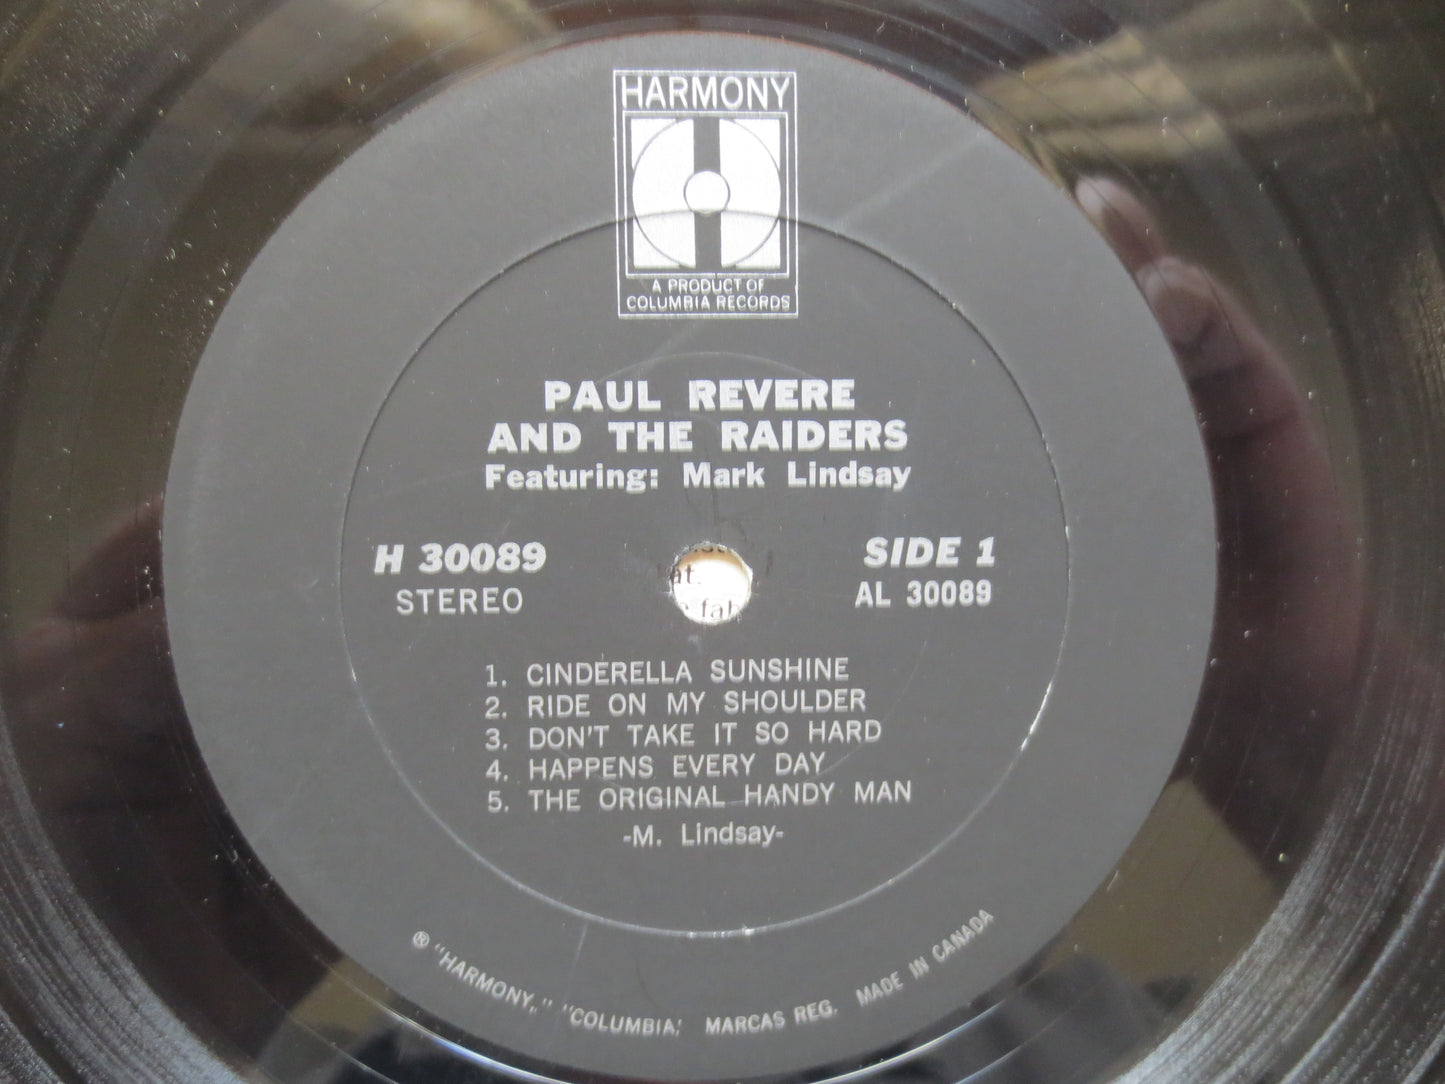 HARMONY
A PRODUCT OF
COLUMBIA RECORDS
PAUL REVERE
AND THE RAIDERS
Featuring: Mark Lindsay
H 30089
STEREO
SIDE 1
AL 30089
at.
fab
1. CINDERELLA SUNSHINE
2. RIDE ON MY SHOULDER
3. DON'T TAKE IT SO HARD
4. HAPPENS EVERY DAY
5. THE ORIGINAL HANDY MAN
-M. Lindsay-
® "HARMONY," "COLUMBIA," MARCAS REG. MADE IN CANADA